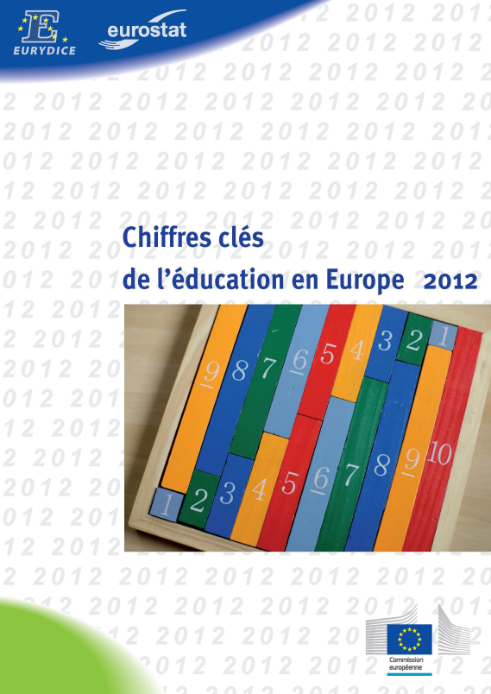 EURYDICE
eurostat
Chiffres clés
de l'éducation en Europe 2012
9 8 7 6 5 4 3 2 1
1 2 3 4 5 6 7 8 9 10
Commission
européenne